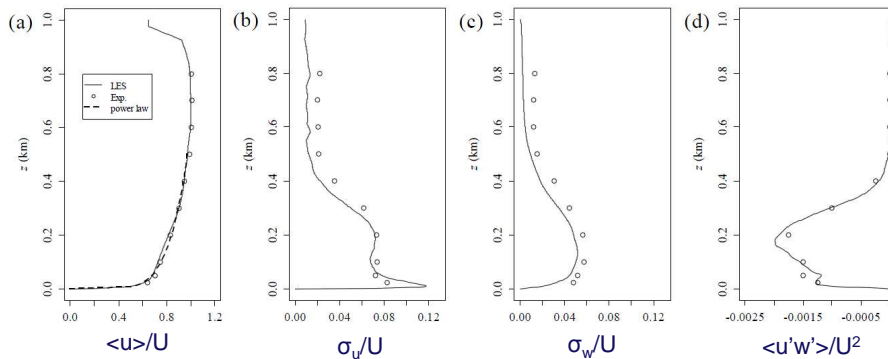 (a)
z (km)
1.0
0.8
0.6
0.4
0.2
0.0
LES
Exp.
power law
0.0 0.4 0.8 1.2
<u>/U
(b)
z (km)
1.0
0.8
0.6
0.4
0.2
0.0
0.00 0.04 0.08 0.12
σu/U
(c)
z (km)
1.0
0.8
0.6
0.4
0.2
0.0
0.00 0.04 0.08 0.12
σw/U
(d)
z (km)
1.0
0.8
0.6
0.4
0.2
0.0
-0.0025 -0.0015 -0.0005
<u'w'>/U²